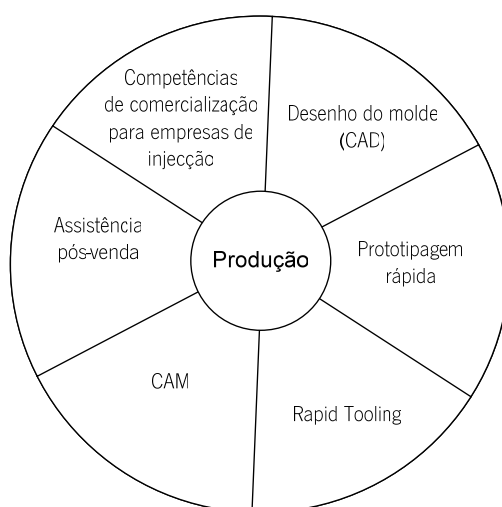 Competências
de comercialização
para empresas de
injecção
Desenho do molde
(CAD)
Assistência
pós-venda
Produção
Prototipagem
rápida
CAM
Rapid Tooling